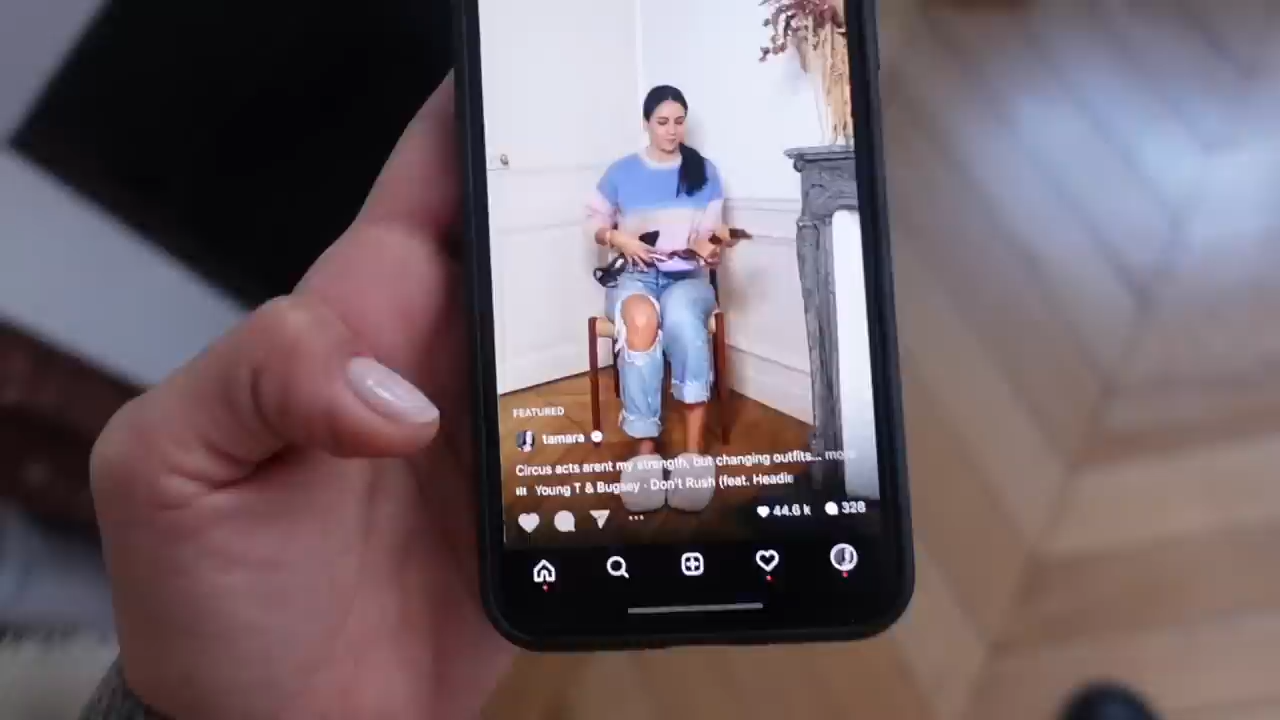 FEATURED
tamara
Circus acts arent my strength, but changing outfits... more
Young T & Bugsey · Don't Rush (feat. Headie
44.6 k 328